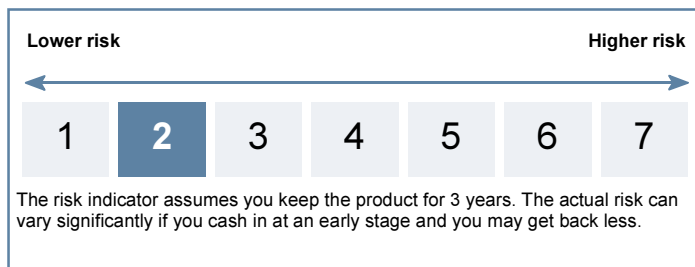 Lower risk Higher risk
1 2 3 4 5 6 7
The risk indicator assumes you keep the product for 3 years. The actual risk can
vary significantly if you cash in at an early stage and you may get back less.